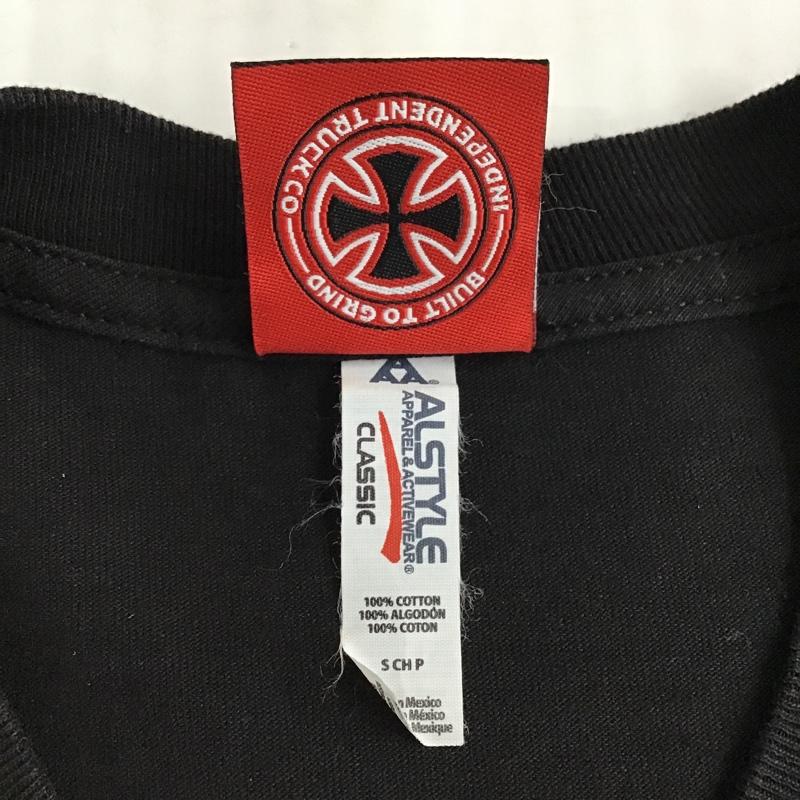 INDEPENDENT TRUCK CO
BUILT TO GRIND
ALSTYLE
APPAREL & ACTIVEWEAR®
CLASSIC
100% COTTON
100% ALGODÓN
100% COTON
S CH P
Mexico
México
Mexique